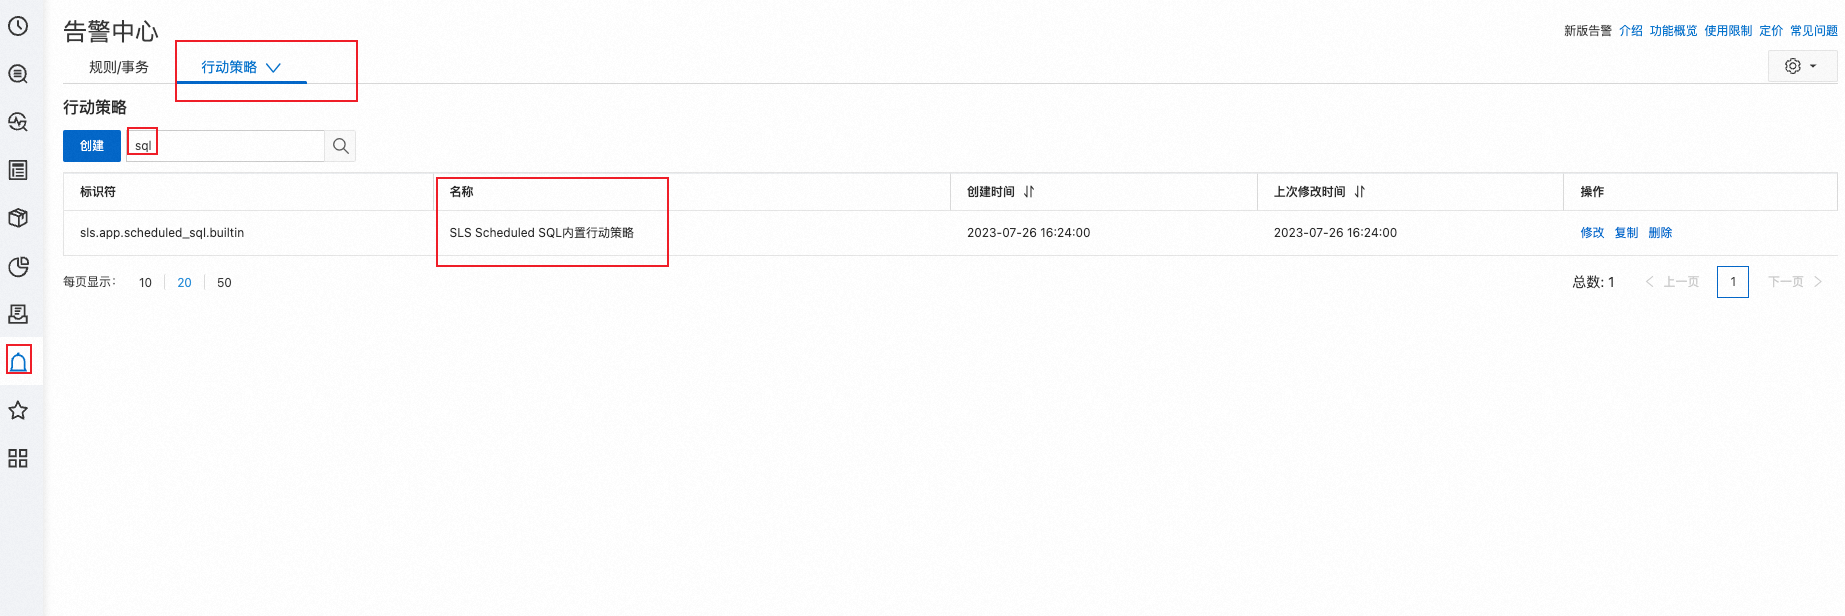 告警中心
新版告警 介绍 功能概览 使用限制 定价 常见问题
规则/事务 行动策略
行动策略
创建 sql
标识符 名称 创建时间 上次修改时间 操作
sls.app.scheduled_sql.builtin SLS Scheduled SQL内置行动策略 2023-07-26 16:24:00 2023-07-26 16:24:00 修改 复制 删除
每页显示: 10 20 50 总数: 1 上一页 1 下一页